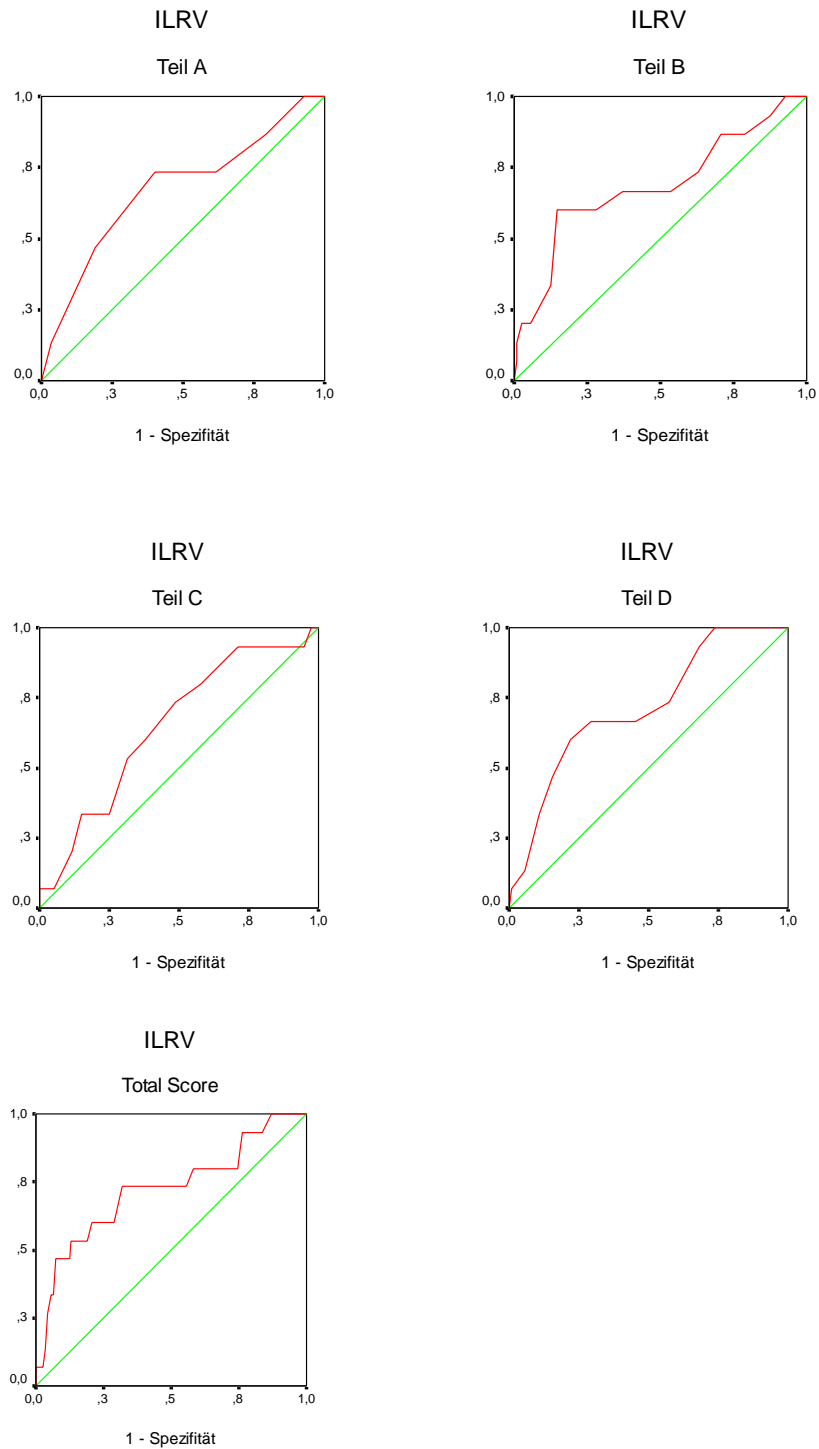 ILRV
Teil A
1,0
,8
,5
,3
0,0
0,0 ,3 ,5 ,8 1,0
1 - Spezifität
ILRV
Teil B
1,0
,8
,5
,3
0,0
0,0 ,3 ,5 ,8 1,0
1 - Spezifität
ILRV
Teil C
1,0
,8
,5
,3
0,0
0,0 ,3 ,5 ,8 1,0
1 - Spezifität
ILRV
Teil D
1,0
,8
,5
,3
0,0
0,0 ,3 ,5 ,8 1,0
1 - Spezifität
ILRV
Total Score
1,0
,8
,5
,3
0,0
0,0 ,3 ,5 ,8 1,0
1 - Spezifität